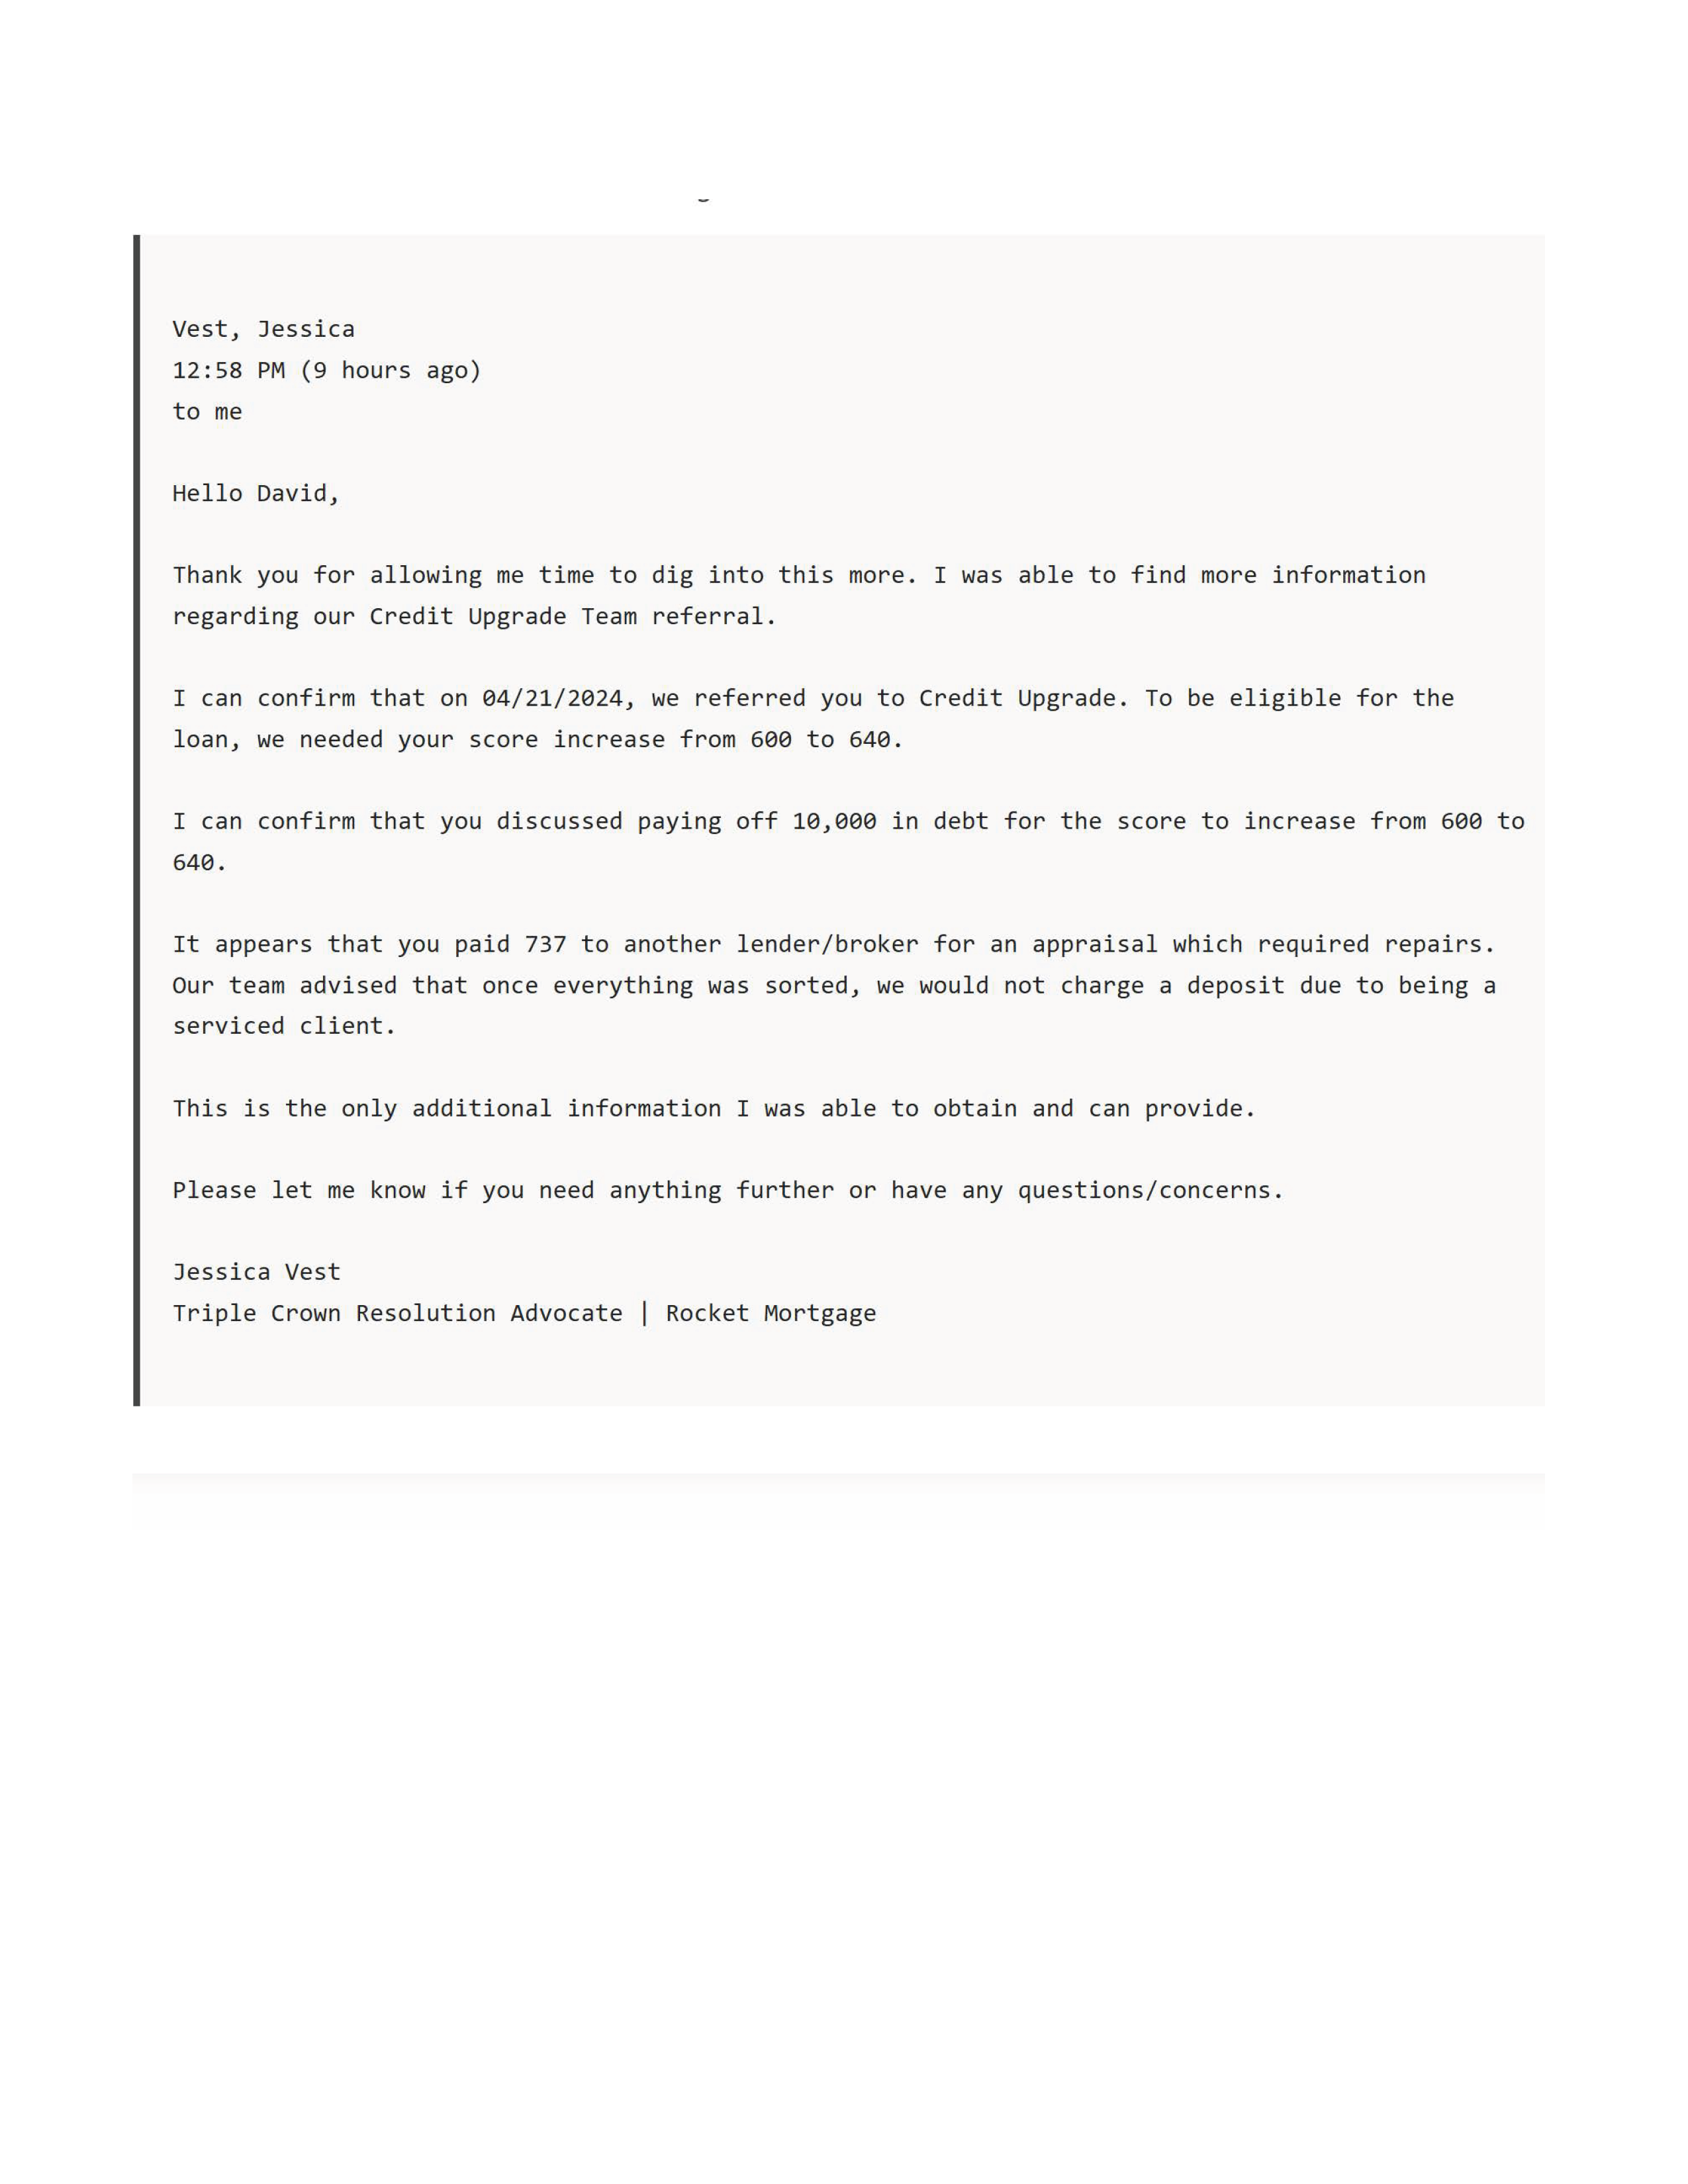 Vest, Jessica
12:58 PM (9 hours ago)
to me
Hello David,
Thank you for allowing me time to dig into this more. I was able to find more information
regarding our Credit Upgrade Team referral.
I can confirm that on 04/21/2024, we referred you to Credit Upgrade. To be eligible for the
loan, we needed your score increase from 600 to 640.
I can confirm that you discussed paying off 10,000 in debt for the score to increase from 600 to
640.
It appears that you paid 737 to another lender/broker for an appraisal which required repairs.
Our team advised that once everything was sorted, we would not charge a deposit due to being a
serviced client.
This is the only additional information I was able to obtain and can provide.
Please let me know if you need anything further or have any questions/concerns.
Jessica Vest
Triple Crown Resolution Advocate | Rocket Mortgage